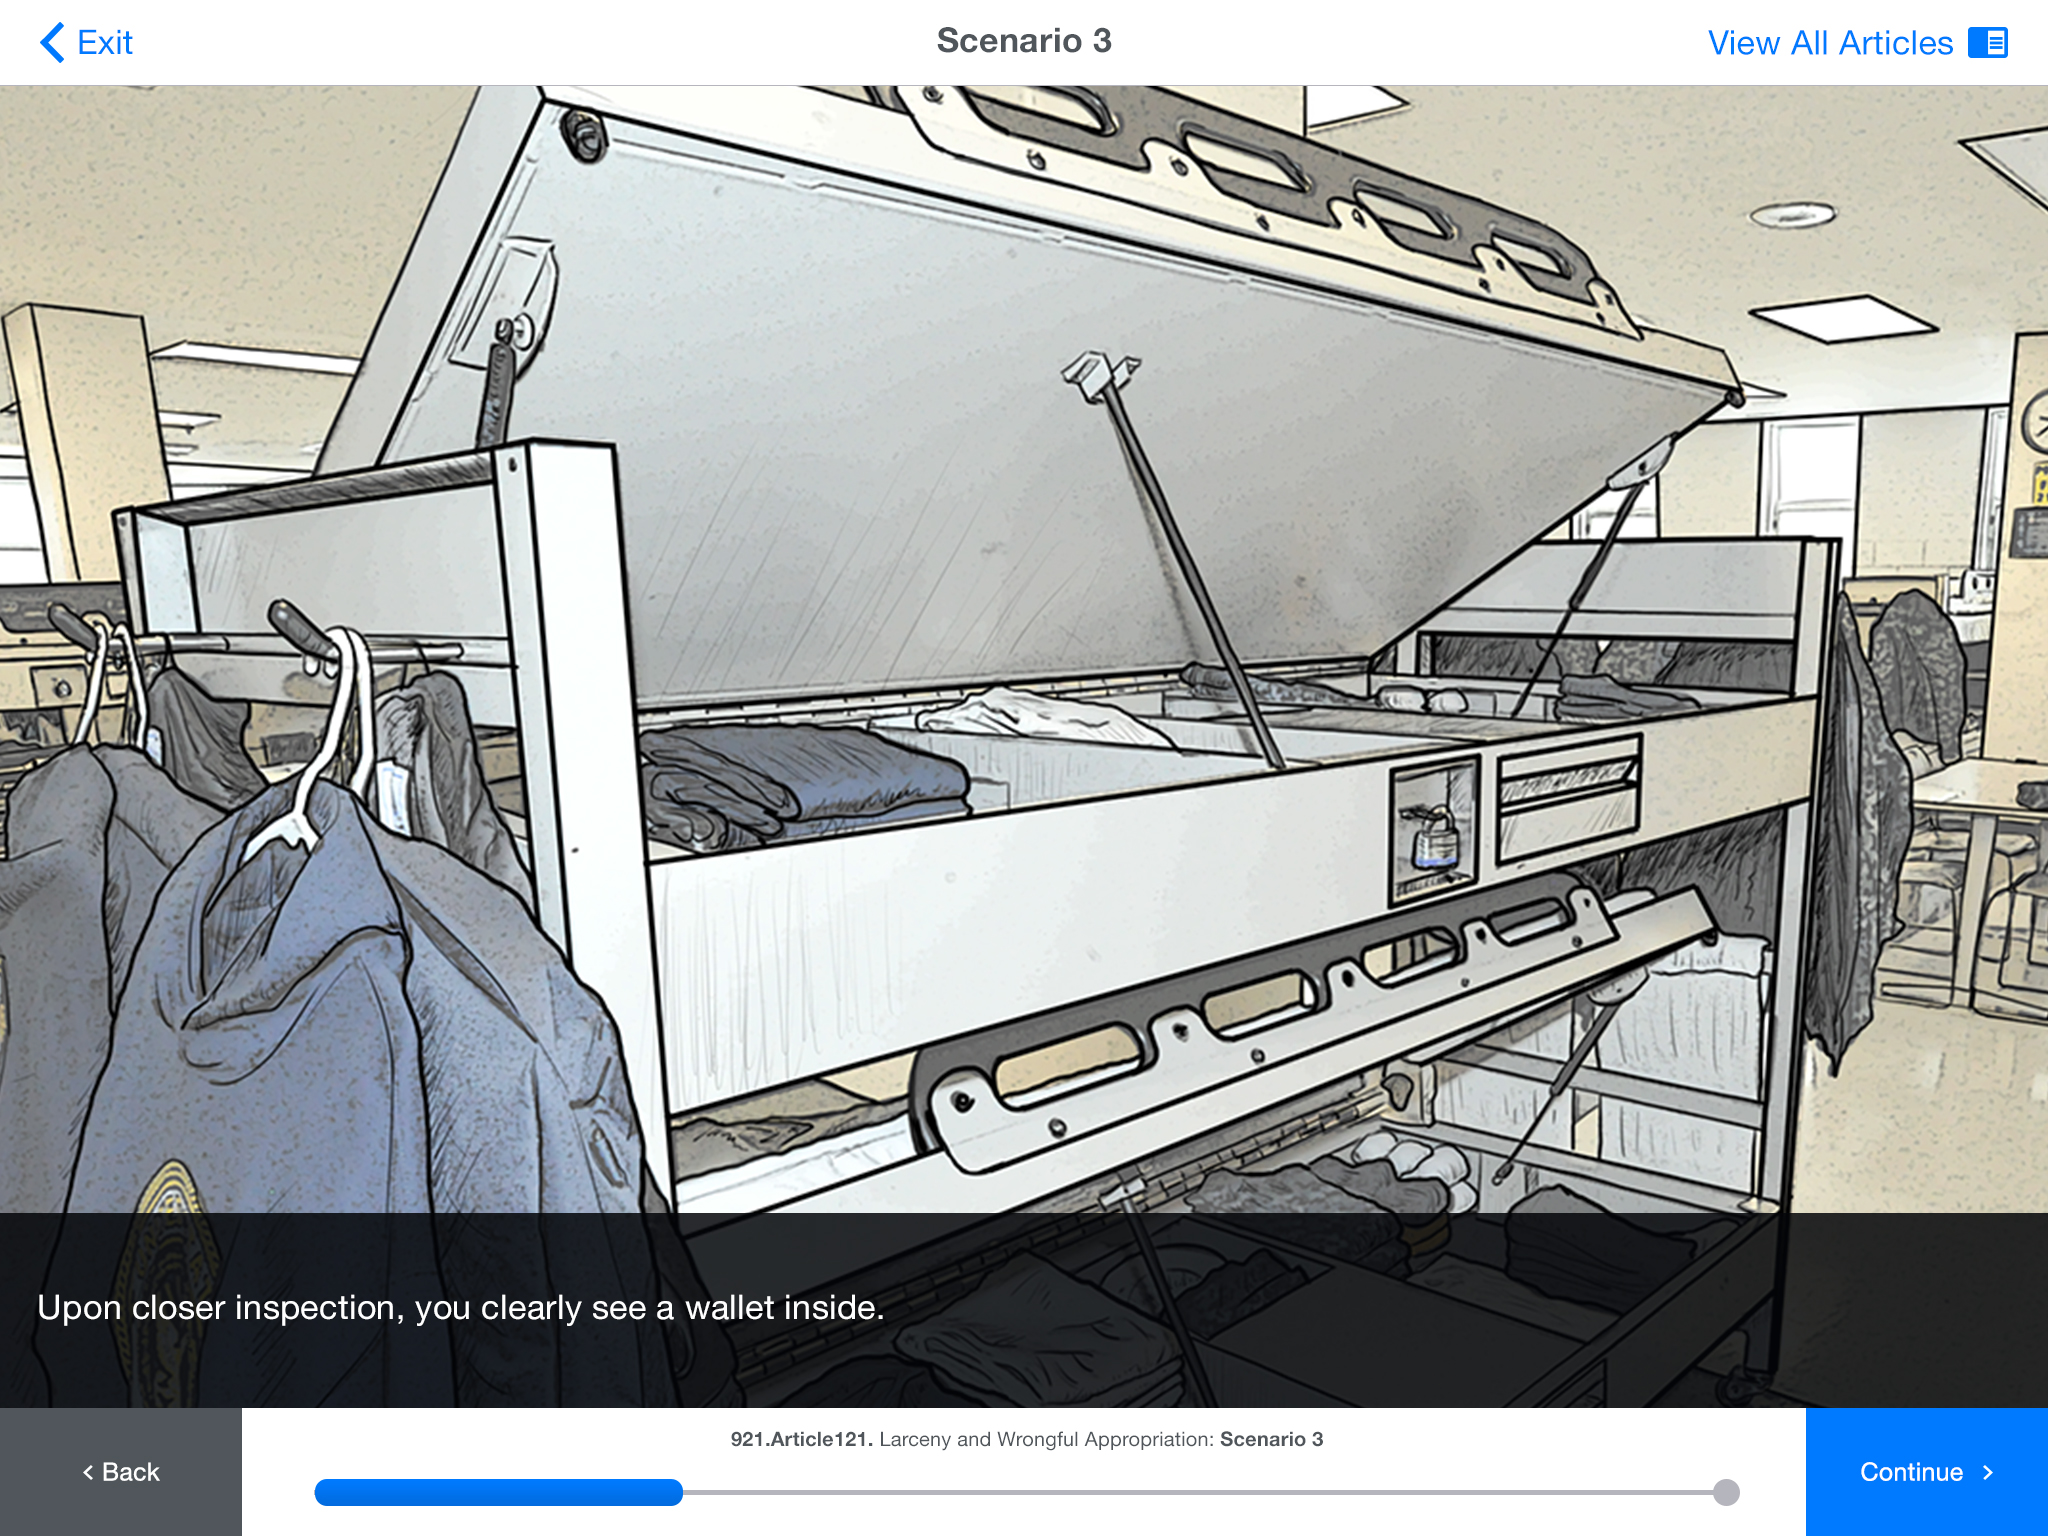 Exit
Scenario 3
View All Articles
Upon closer inspection, you clearly see a wallet inside.
921.Article121. Larceny and Wrongful Appropriation: Scenario 3
< Back
Continue >